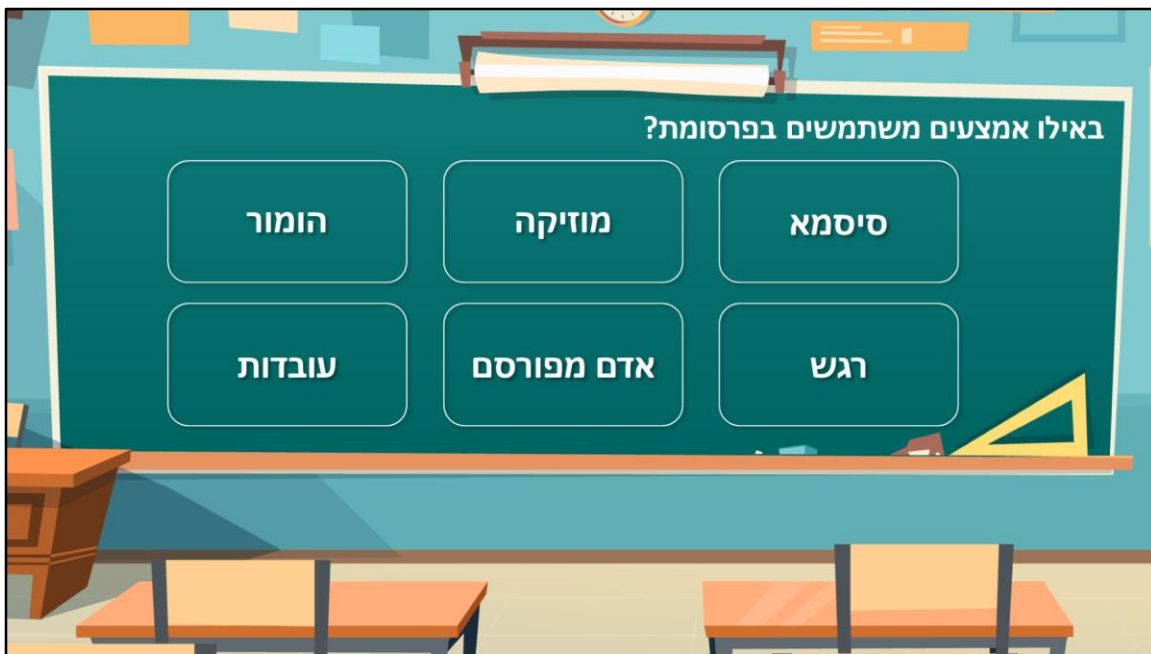 באילו אמצעים משתמשים בפרסומת?
סיסמא
מוזיקה
הומור
רגש
אדם מפורסם
עובדות